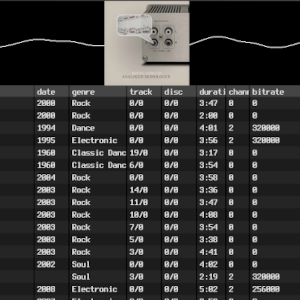 date genre track disc durati chann bitrate
2000 Rock 0/0 0/0 3:47 0 0
2000 Rock 0/0 0/0 2:00 0 0
1994 Dance 0/0 0/0 4:01 2 320000
1995 Electronic 0/0 0/0 3:56 2 320000
1960 Classic Danc 19/0 0/0 3:17 0 0
1960 Classic Danc 6/0 0/0 3:54 0 0
2004 Rock 0/0 0/0 3:58 0 0
2003 Rock 14/0 0/0 3:36 0 0
2003 Rock 11/0 0/0 3:47 0 0
2003 Rock 10/0 0/0 4:08 0 0
2003 Rock 7/0 0/0 3:54 0 0
2003 Rock 5/0 0/0 3:38 0 0
2003 Rock 3/0 0/0 4:41 0 0
2002 Soul 0/0 0/0 4:02 0 0
Soul 3/0 0/0 2:19 2 320000
2008 Electronic 0/0 0/0 5:02 2 256000